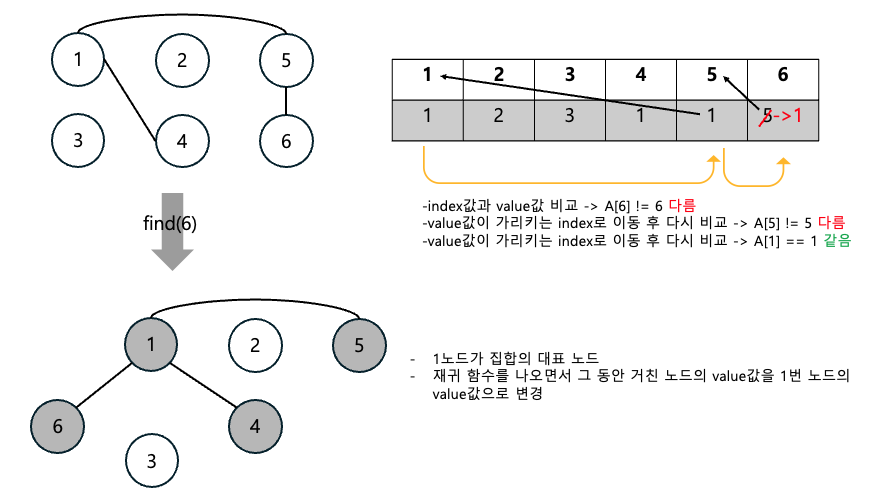 1
2
5
3
4
6
find(6)
1 2 3 4 5 6
1 2 3 1 1 5->1
-index값과 value값 비교 -> A[6] != 6 다름
-value값이 가리키는 index로 이동 후 다시 비교 -> A[5] != 5 다름
-value값이 가리키는 index로 이동 후 다시 비교 -> A[1] == 1 같음
1
2
5
6
4
3
- 1노드가 집합의 대표 노드
- 재귀 함수를 나오면서 그 동안 거친 노드의 value값을 1번 노드의
value값으로 변경